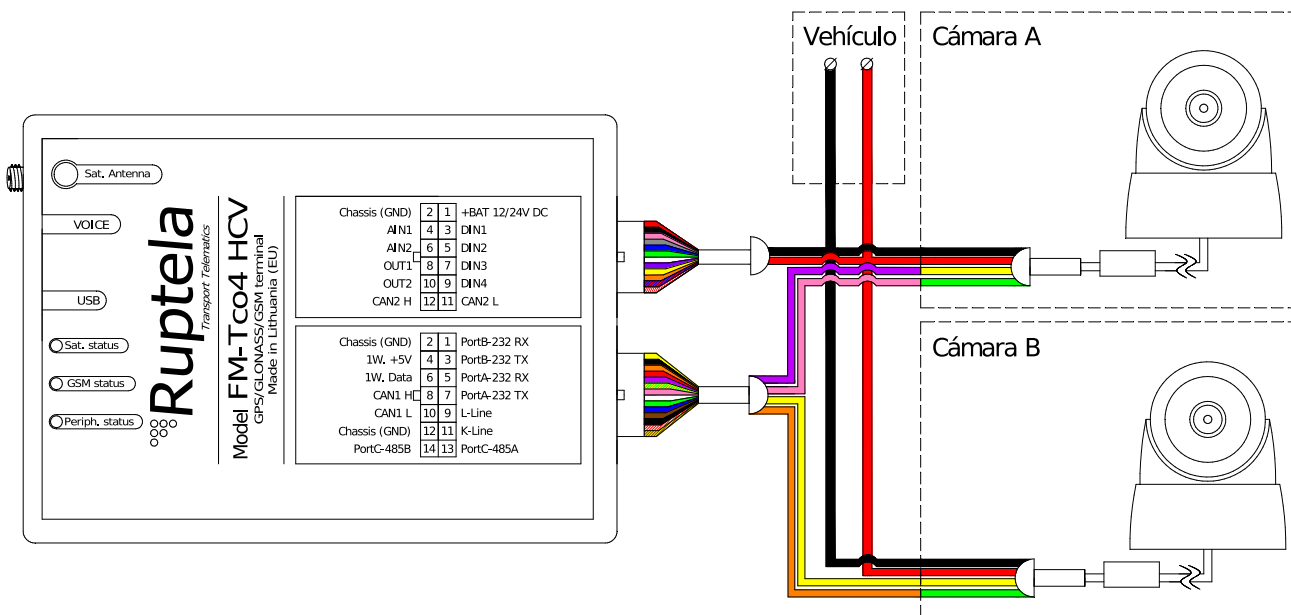 Vehículo
Cámara A
Cámara B
Sat. Antenna
VOICE
USB
Sat. status
GSM status
Periph. status
Ruptela
Transport Telematics
Model FM-Tco4 HCV
GPS/GLONASS/GSM terminal
Made in Lithuania (EU)
Chassis (GND) 2 1 +BAT 12/24V DC
AIN1 4 3 DIN1
AIN2 6 5 DIN2
OUT1 8 7 DIN3
OUT2 10 9 DIN4
CAN2 H 12 11 CAN2 L
Chassis (GND) 2 1 PortB-232 RX
1W. +5V 4 3 PortB-232 TX
1W. Data 6 5 PortA-232 RX
CAN1 H 8 7 PortA-232 TX
CAN1 L 10 9 L-Line
Chassis (GND) 12 11 K-Line
PortC-485B 14 13 PortC-485A